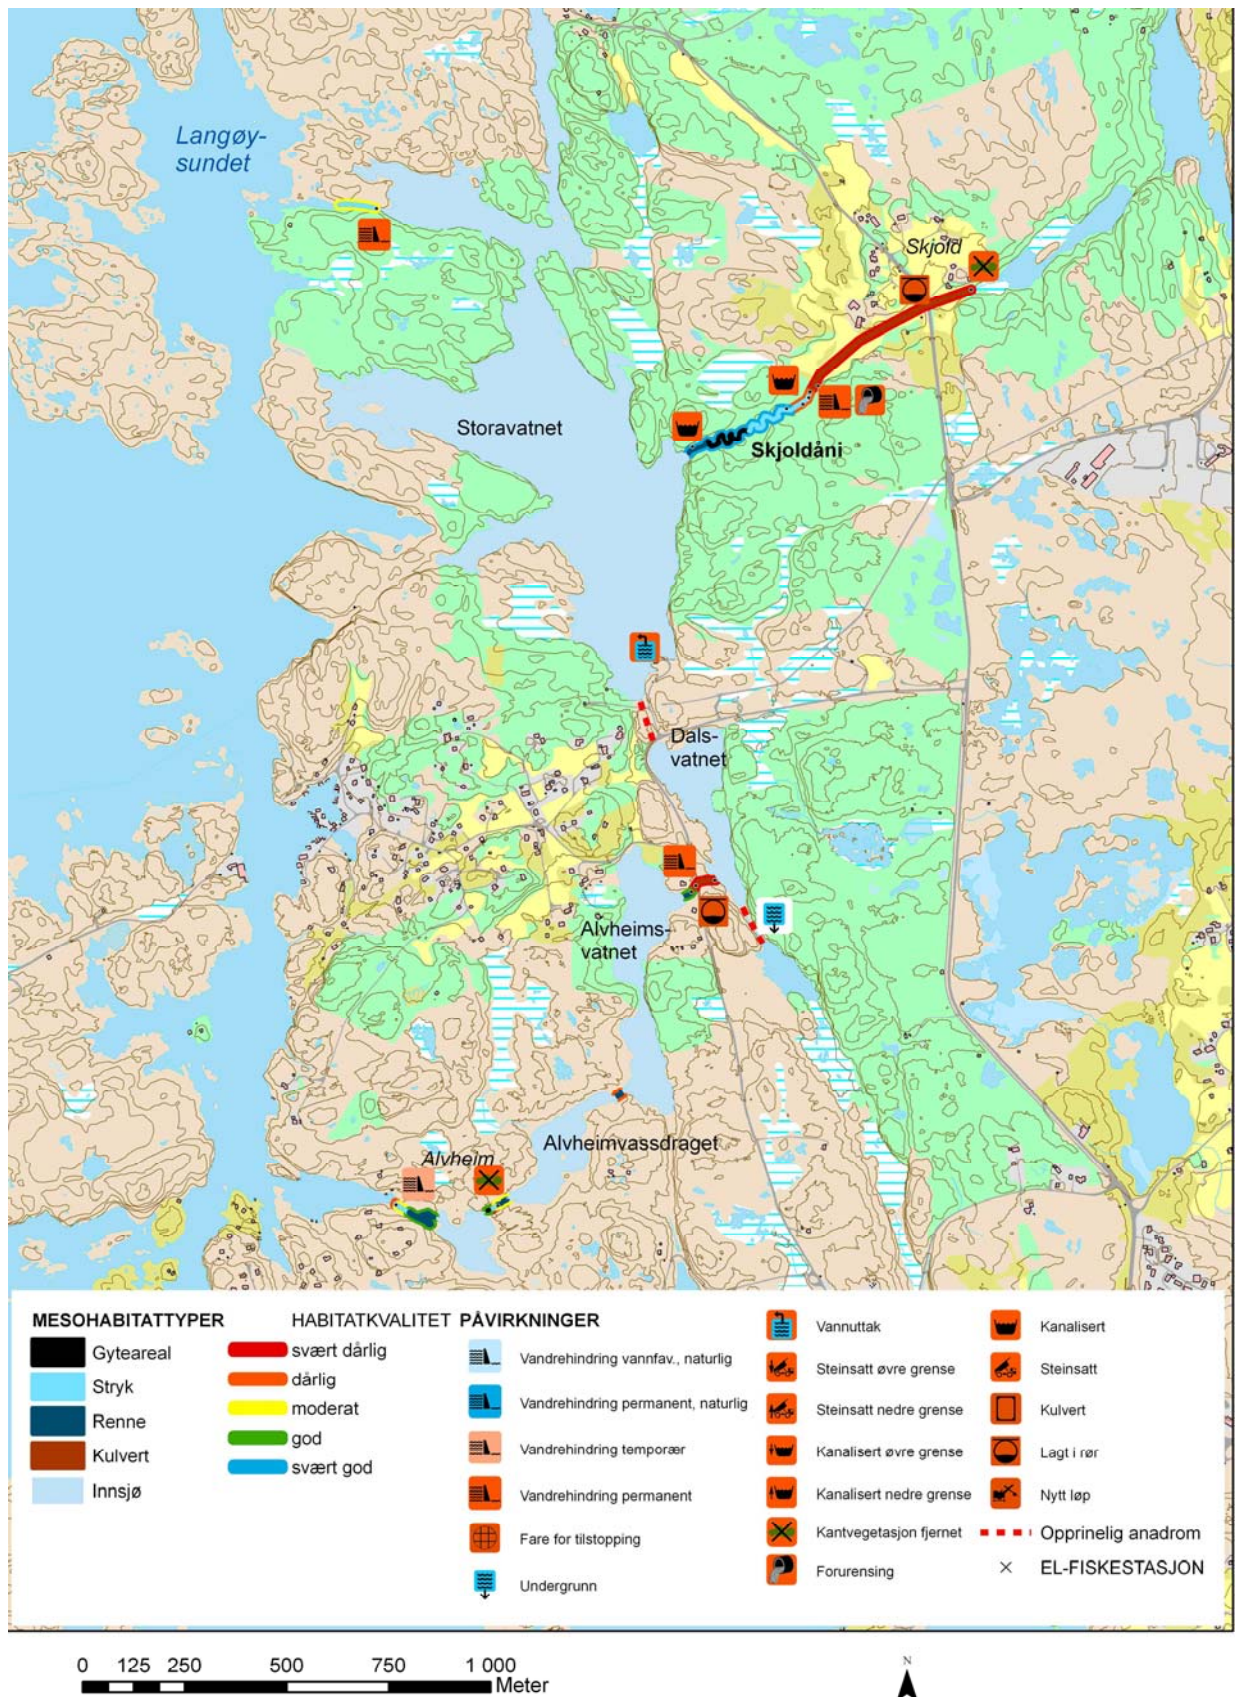 Langøy-
sundet
Skjold
Storavatnet
Skjoldåni
Dals-
vatnet
Alvheims-
vatnet
Alvheimvassdraget
Alvheim
MESOHABITATTYPER
Gyteareal
Stryk
Renne
Kulvert
Innsjø
HABITATKVALITET
svært dårlig
dårlig
moderat
god
svært god
PÅVIRKNINGER
Vandrehindring vannfav., naturlig
Vandrehindring permanent, naturlig
Vandrehindring temporær
Vandrehindring permanent
Fare for tilstopping
Undergrunn
Vannuttak
Steinsatt øvre grense
Steinsatt nedre grense
Kanalisert øvre grense
Kanalisert nedre grense
Kantvegetasjon fjernet
Forurensing
Kanalisert
Steinsatt
Kulvert
Lagt i rør
Nytt løp
Opprinelig anadrom
EL-FISKESTASJON
0 125 250 500 750 1 000
Meter
N